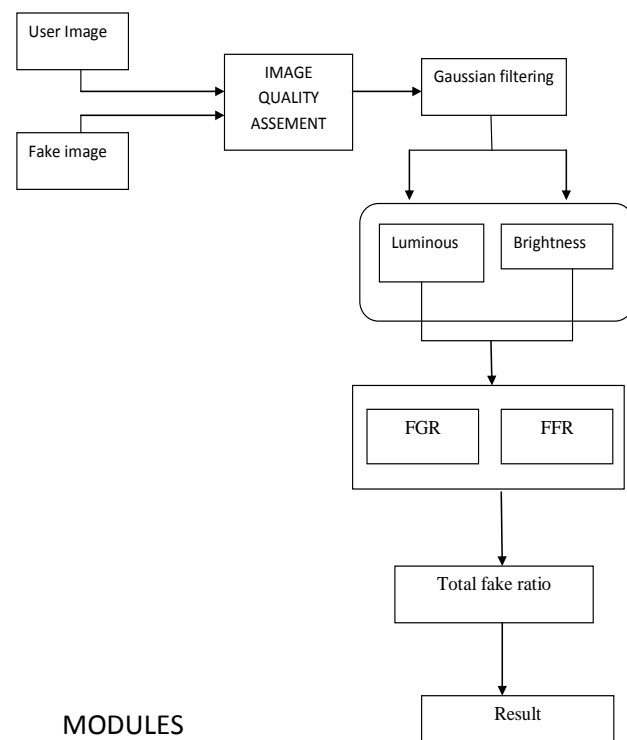 User Image
IMAGE
QUALITY
ASSEMENT
Gaussian filtering
Fake image
Luminous
Brightness
FGR
FFR
Total fake ratio
Result
MODULES